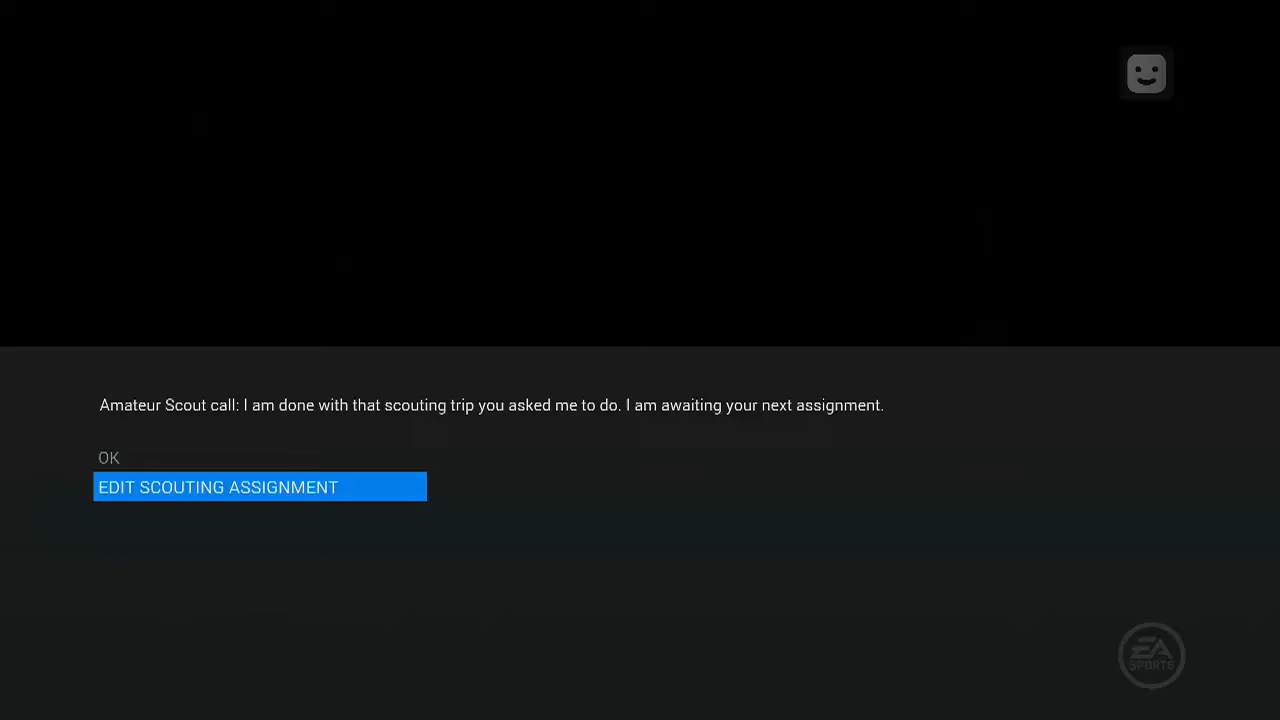 Amateur Scout call: I am done with that scouting trip you asked me to do. I am awaiting your next assignment.
OK
EDIT SCOUTING ASSIGNMENT
EA
SPORTS